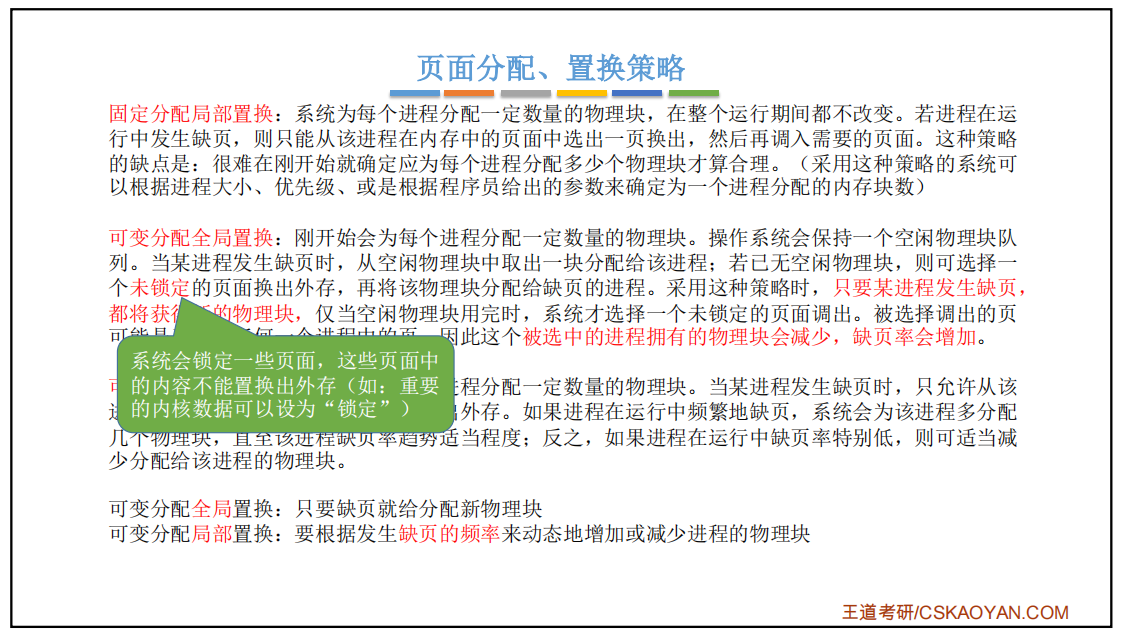 页面分配、置换策略
固定分配局部置换：系统为每个进程分配一定数量的物理块，在整个运行期间都不改变。若进程在运
行中发生缺页，则只能从该进程在内存中的页面中选出一页换出，然后再调入需要的页面。这种策略
的缺点是：很难在刚开始就确定应为每个进程分配多少个物理块才算合理。（采用这种策略的系统可
以根据进程大小、优先级、或是根据程序员给出的参数来确定为一个进程分配的内存块数）
可变分配全局置换：刚开始会为每个进程分配一定数量的物理块。操作系统会保持一个空闲物理块队
列。当某进程发生缺页时，从空闲物理块中取出一块分配给该进程；若已无空闲物理块，则可选择一
个未锁定的页面换出外存，再将该物理块分配给缺页的进程。采用这种策略时，只要某进程发生缺页，
都将获得新的物理块，仅当空闲物理块用完时，系统才选择一个未锁定的页面调出。被选择调出的页
可能是 何一个进程中的页，因此这个被选中的进程拥有的物理块会减少，缺页率会增加。
系统会锁定一些页面，这些页面中
的内容不能置换出外存（如：重要
的内核数据可以设为“锁定”）
进程分配一定数量的物理块。当某进程发生缺页时，只允许从该
出外存。如果进程在运行中频繁地缺页，系统会为该进程多分配
几个物理块，直至该进程缺页率趋势适当程度；反之，如果进程在运行中缺页率特别低，则可适当减
少分配给该进程的物理块。
可变分配全局置换：只要缺页就给分配新物理块
可变分配局部置换：要根据发生缺页的频率来动态地增加或减少进程的物理块
王道考研/CSKAOYAN.COM